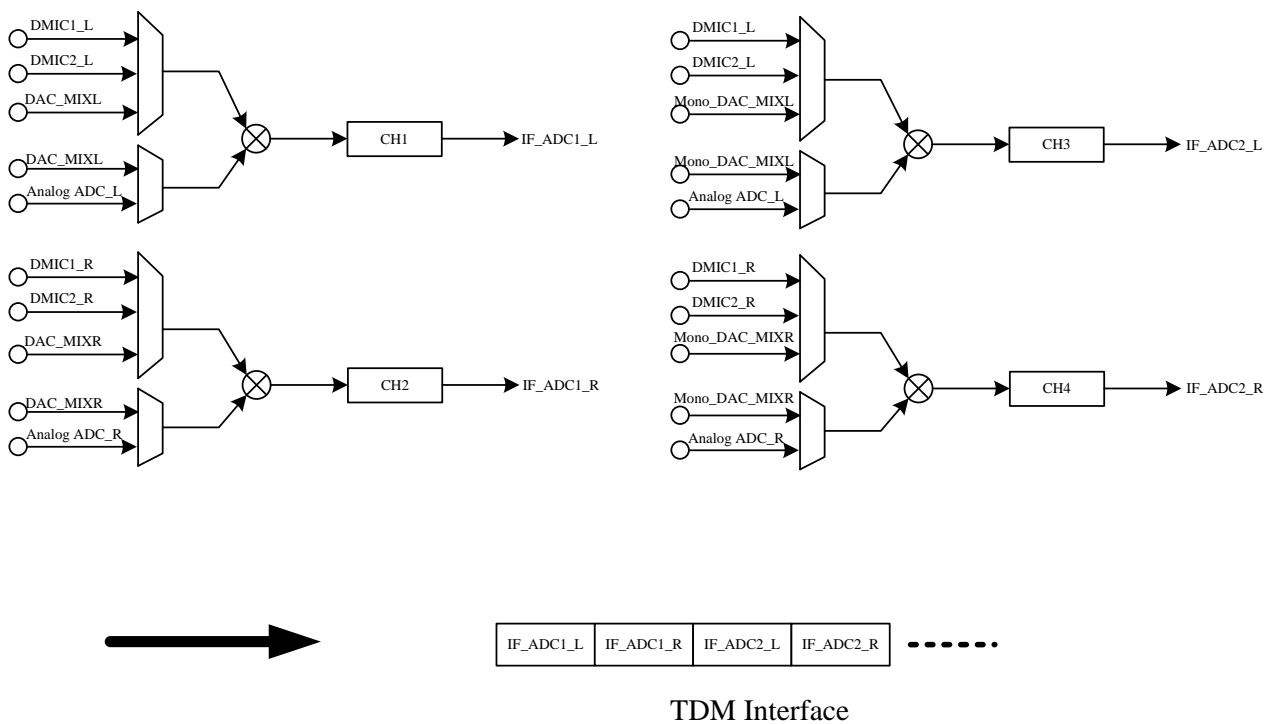 DMIC1_L
DMIC2_L
DAC_MIXL
DAC_MIXL
Analog ADC_L
CH1
IF_ADC1_L
DMIC1_L
DMIC2_L
Mono_DAC_MIXL
Mono_DAC_MIXL
Analog ADC_L
CH3
IF_ADC2_L
DMIC1_R
DMIC2_R
DAC_MIXR
DAC_MIXR
Analog ADC_R
CH2
IF_ADC1_R
DMIC1_R
DMIC2_R
Mono_DAC_MIXR
Mono_DAC_MIXR
Analog ADC_R
CH4
IF_ADC2_R
IF_ADC1_L IF_ADC1_R IF_ADC2_L IF_ADC2_R
TDM Interface